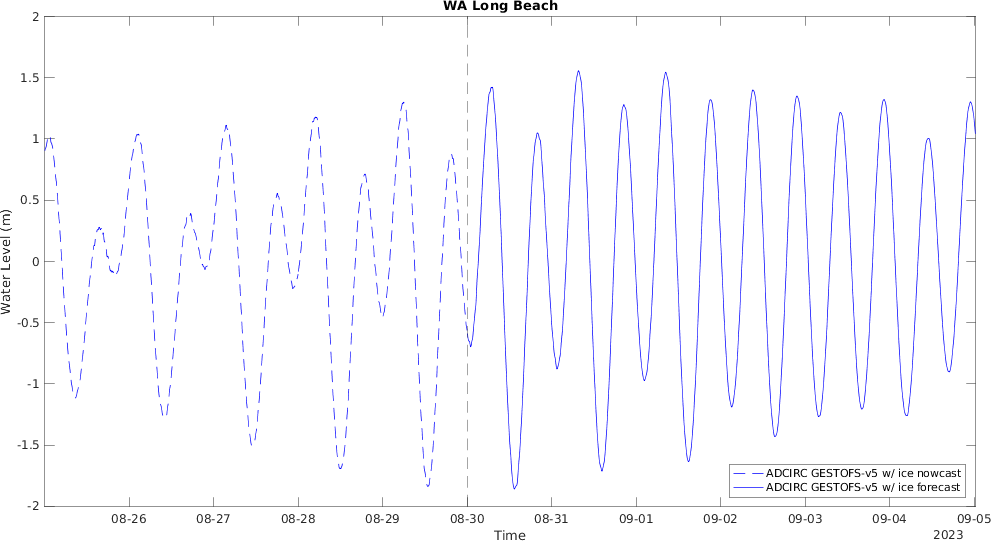 WA Long Beach
2
1.5
1
0.5
0
-0.5
-1
-1.5
-2
Water Level (m)
08-26 08-27 08-28 08-29 08-30 08-31 09-01 09-02 09-03 09-04 09-05
Time
2023
ADCIRC GESTOFS-v5 w/ ice nowcast
ADCIRC GESTOFS-v5 w/ ice forecast